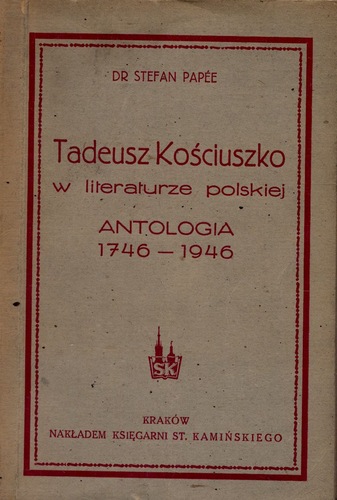 DR STEFAN PAPÉE
Tadeusz Kościuszko
w literaturze polskiej
ANTOLOGIA
1746 — 1946
SK
KRAKÓW
NAKŁADEM KSIĘGARNI ST. KAMIŃSKIEGO